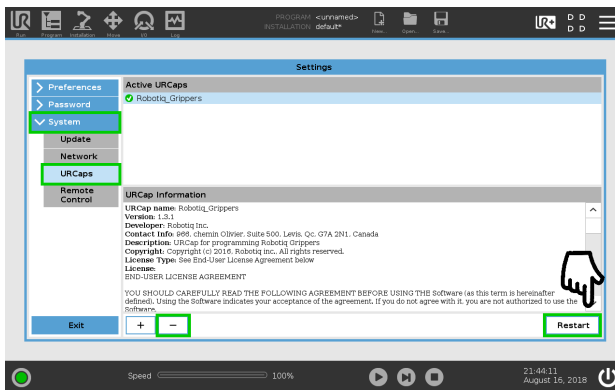 PROGRAM <unnamed>
INSTALLATION default*
Run Program Installation Move I/O Log
New... Open... Save...
UR+
D D
D D
Settings
Preferences
Password
System
Update
Network
URCaps
Remote
Control
Exit
Active URCaps
Robotiq_Grippers
URCap Information
URCap name: Robotiq_Grippers
Version: 1.3.1
Developer: Robotiq Inc.
Contact Info: 966, chemin Olivier, Suite 500, Levis, Qc, G7A 2N1, Canada
Description: URCap for programming Robotiq Grippers
Copyright: Copyright (c) 2016, Robotiq inc., All rights reserved.
License Type: See End-User License Agreement below
License:
END-USER LICENSE AGREEMENT
YOU SHOULD CAREFULLY READ THE FOLLOWING AGREEMENT BEFORE USING THE Software (as this term is hereinafter
defined). Using the Software indicates your acceptance of the agreement. If you do not agree with it, you are not authorized to use the
Software.
+
−
Restart
Speed 100%
21:44:11
August 16, 2018